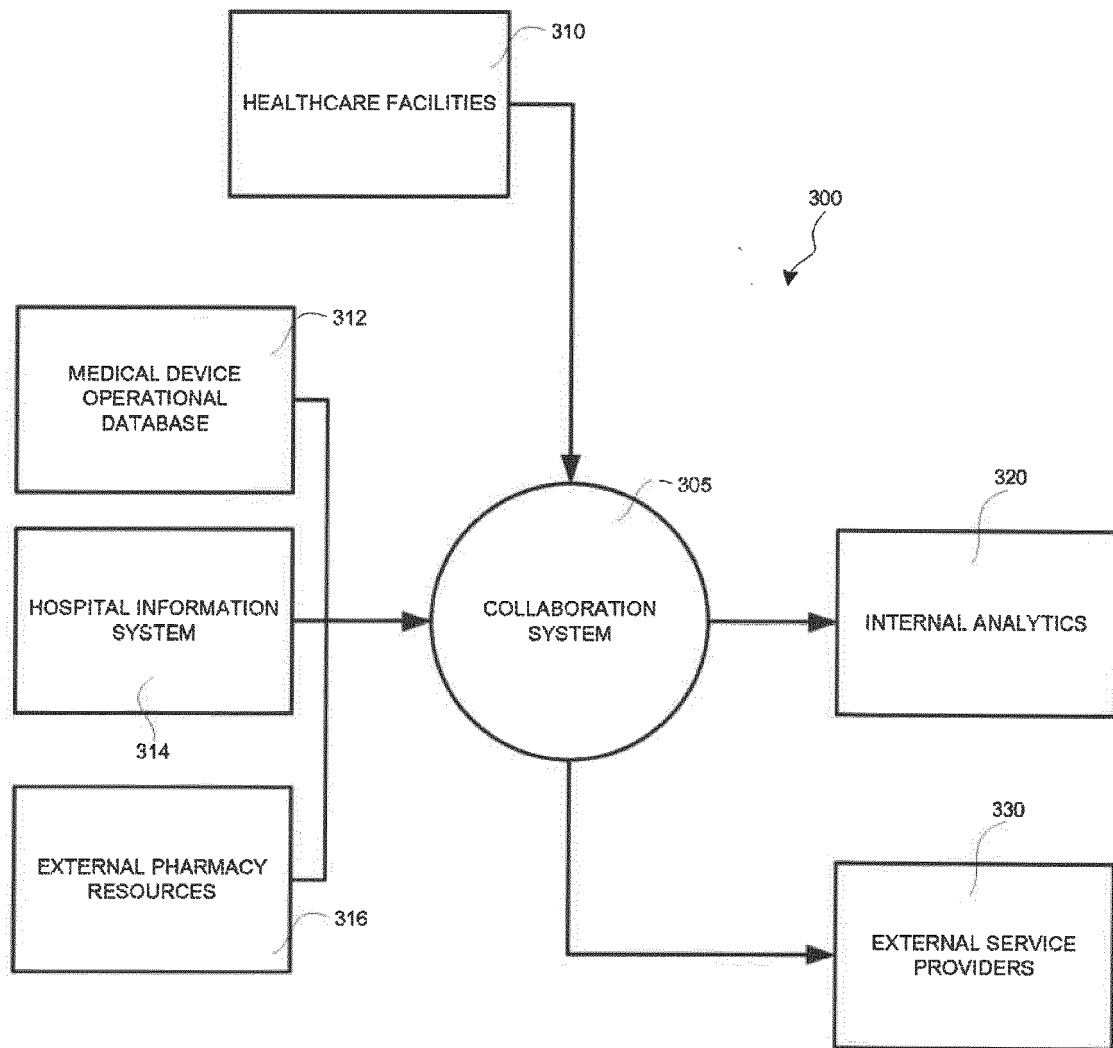 310
HEALTHCARE FACILITIES
300
312
MEDICAL DEVICE
OPERATIONAL
DATABASE
305
320
HOSPITAL INFORMATION
SYSTEM
COLLABORATION
SYSTEM
INTERNAL ANALYTICS
314
330
EXTERNAL PHARMACY
RESOURCES
316
EXTERNAL SERVICE
PROVIDERS